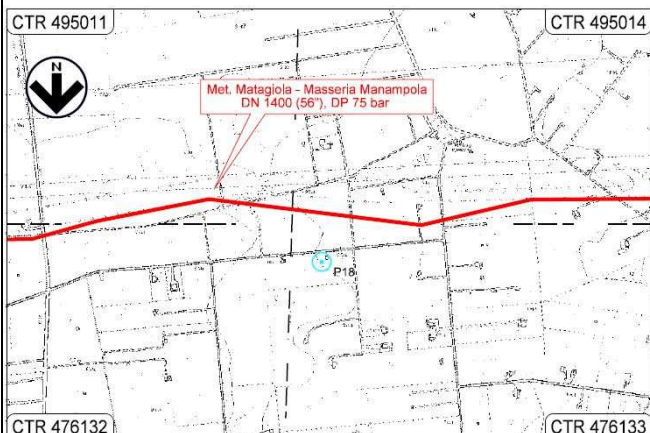 CTR 495011
CTR 495014
N
Met. Matagiola - Masseria Manampola
DN 1400 (56"), DP 75 bar
P18
CTR 476132
CTR 476133